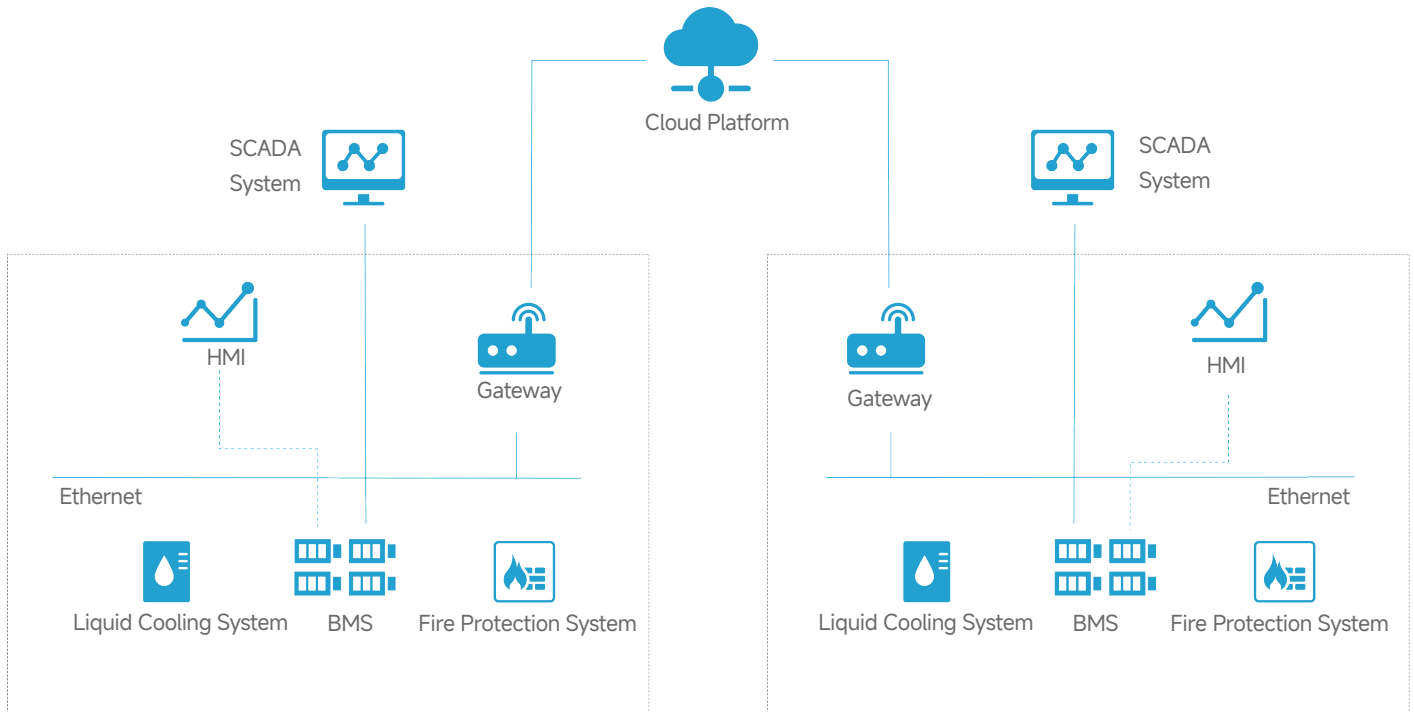 Cloud Platform
SCADA
System
SCADA
System
HMI
Gateway
Gateway
HMI
Ethernet
Ethernet
Liquid Cooling System
BMS
Fire Protection System
Liquid Cooling System
BMS
Fire Protection System